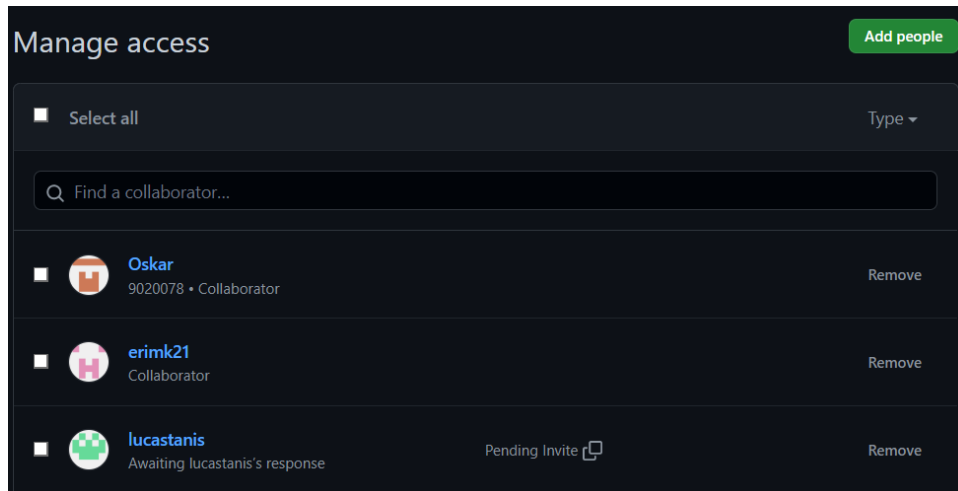 Manage access
Add people
Select all
Type
Find a collaborator...
Oskar
9020078 • Collaborator
Remove
erimk21
Collaborator
Remove
lucastanis
Awaiting lucastanis's response
Pending Invite
Remove